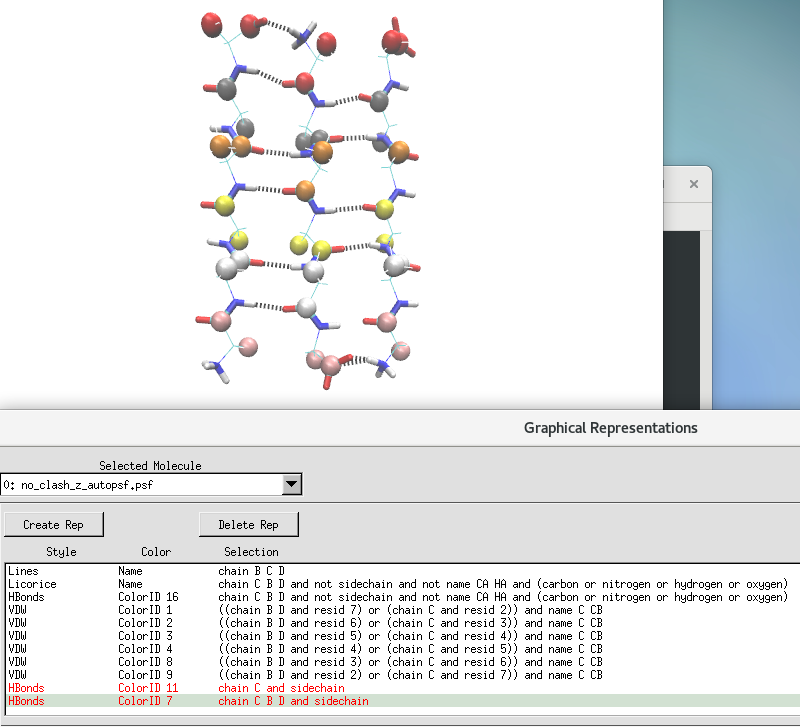 Graphical Representations
Selected Molecule
0: no_clash_z_autopsf.psf
Create Rep Delete Rep
Style Color Selection
Lines Name chain B C D
Licorice Name chain C B D and not sidechain and not name CA HA and (carbon or nitrogen or hydrogen or oxygen)
HBonds ColorID 16 chain C B D and not sidechain and not name CA HA and (carbon or nitrogen or hydrogen or oxygen)
VDW ColorID 1 ((chain B D and resid 7) or (chain C and resid 2)) and name C CB
VDW ColorID 2 ((chain B D and resid 6) or (chain C and resid 3)) and name C CB
VDW ColorID 3 ((chain B D and resid 5) or (chain C and resid 4)) and name C CB
VDW ColorID 4 ((chain B D and resid 4) or (chain C and resid 5)) and name C CB
VDW ColorID 8 ((chain B D and resid 3) or (chain C and resid 6)) and name C CB
VDW ColorID 9 ((chain B D and resid 2) or (chain C and resid 7)) and name C CB
HBonds ColorID 11 chain C and sidechain
HBonds ColorID 7 chain C B D and sidechain